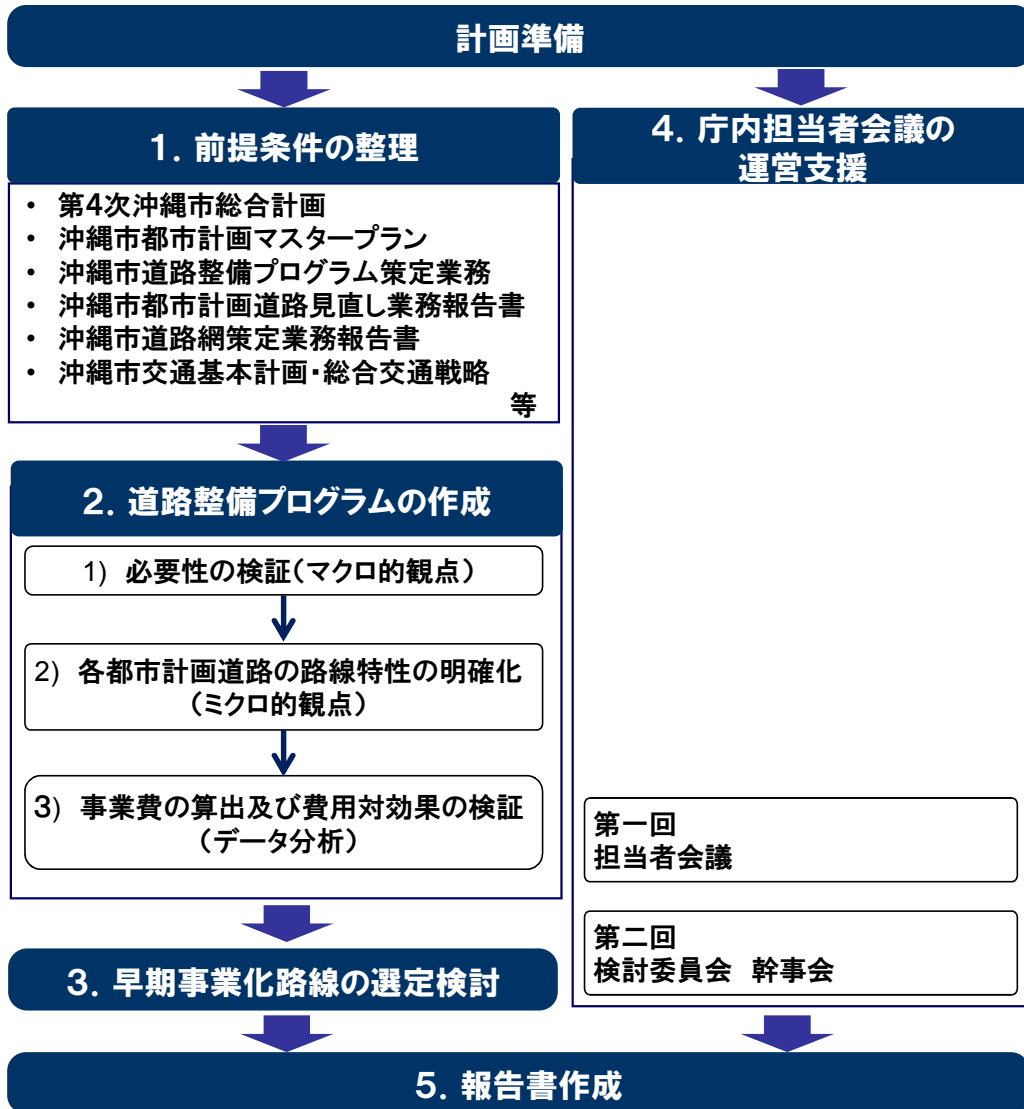 計画準備
1. 前提条件の整理
・ 第4次沖縄市総合計画
・ 沖縄市都市計画マスタープラン
・ 沖縄市道路整備プログラム策定業務
・ 沖縄市都市計画道路見直し業務報告書
・ 沖縄市道路網策定業務報告書
・ 沖縄市交通基本計画・総合交通戦略
等
2. 道路整備プログラムの作成
1) 必要性の検証（マクロ的観点）
2) 各都市計画道路の路線特性の明確化
（ミクロ的観点）
3) 事業費の算出及び費用対効果の検証
（データ分析）
3. 早期事業化路線の選定検討
4. 庁内担当者会議の
運営支援
第一回
担当者会議
第二回
検討委員会 幹事会
5. 報告書作成